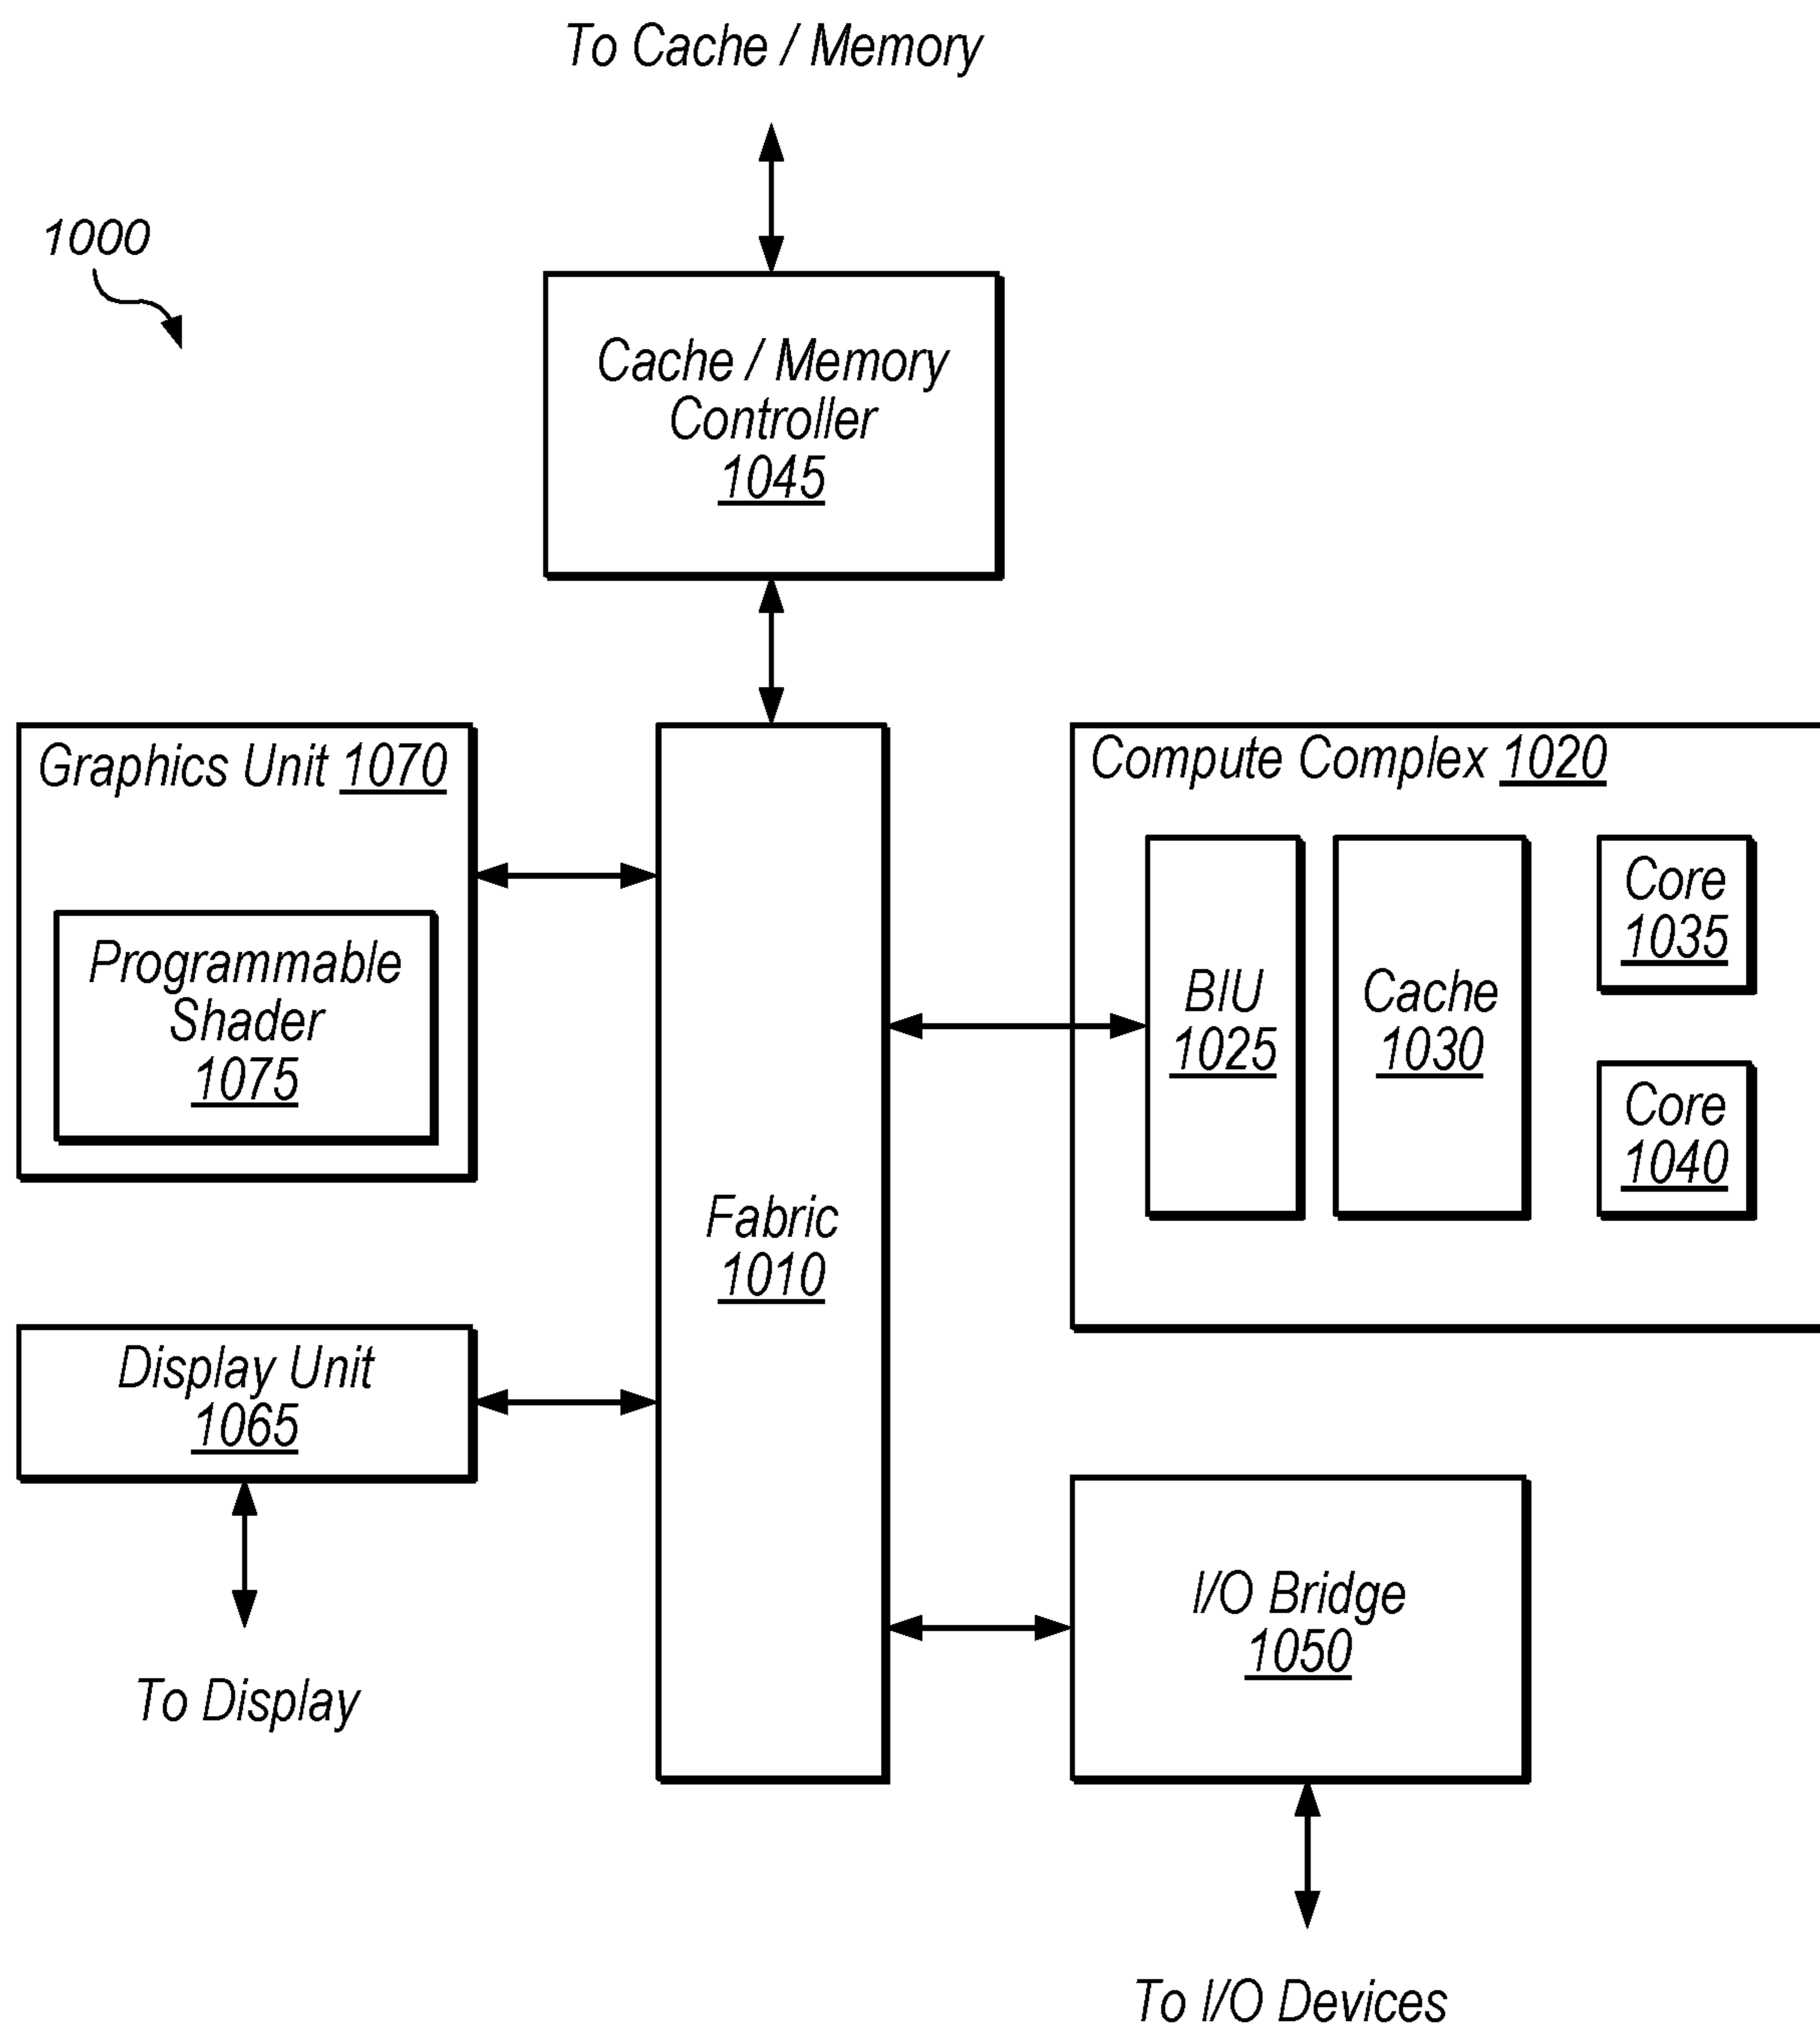 To Cache / Memory
1000
Cache / Memory
Controller
1045
Graphics Unit 1070
Programmable
Shader
1075
Fabric
1010
Compute Complex 1020
BIU
1025
Cache
1030
Core
1035
Core
1040
Display Unit
1065
To Display
I/O Bridge
1050
To I/O Devices